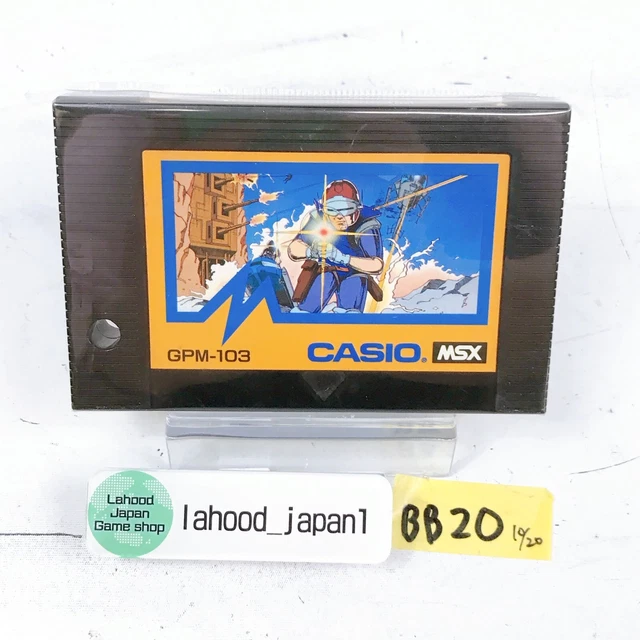 GPM-103
CASIO®
MSX
Lahood
Japan
Game shop
lahood_japan1
BB20
10/20